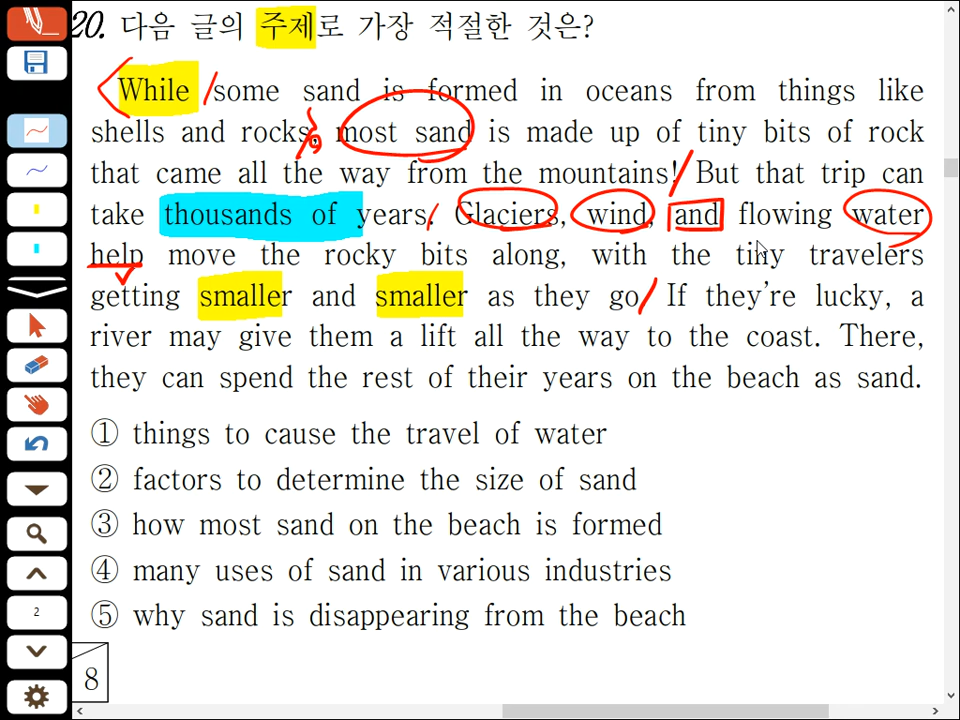 20. 다음 글의 주제로 가장 적절한 것은?
While some sand is formed in oceans from things like
shells and rocks, most sand is made up of tiny bits of rock
that came all the way from the mountains! But that trip can
take thousands of years. Glaciers, wind, and flowing water
help move the rocky bits along, with the tiny travelers
getting smaller and smaller as they go. If they're lucky, a
river may give them a lift all the way to the coast. There,
they can spend the rest of their years on the beach as sand.
① things to cause the travel of water
② factors to determine the size of sand
③ how most sand on the beach is formed
④ many uses of sand in various industries
⑤ why sand is disappearing from the beach
2
8